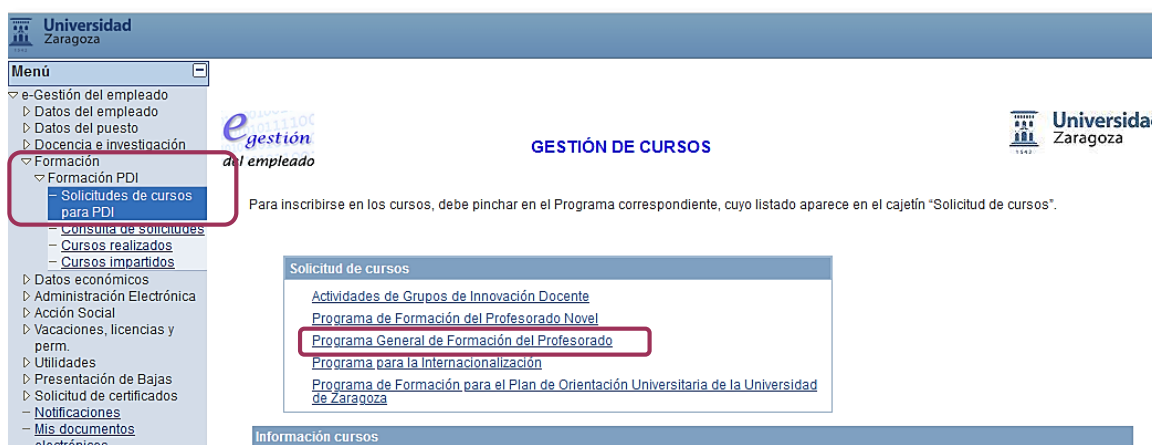 Universidad
Zaragoza
1542
Menú
e-Gestión del empleado
Datos del empleado
Datos del puesto
Docencia e investigación
Formación
Formación PDI
Solicitudes de cursos
para PDI
Consulta de solicitudes
Cursos realizados
Cursos impartidos
Datos económicos
Administración Electrónica
Acción Social
Vacaciones, licencias y
perm.
Utilidades
Presentación de Bajas
Solicitud de certificados
Notificaciones
Mis documentos
electrónicos
e gestión
del empleado
GESTIÓN DE CURSOS
Universidad
Zaragoza
1542
Para inscribirse en los cursos, debe pinchar en el Programa correspondiente, cuyo listado aparece en el cajetín “Solicitud de cursos”.
Solicitud de cursos
Actividades de Grupos de Innovación Docente
Programa de Formación del Profesorado Novel
Programa General de Formación del Profesorado
Programa para la Internacionalización
Programa de Formación para el Plan de Orientación Universitaria de la Universidad
de Zaragoza
Información cursos